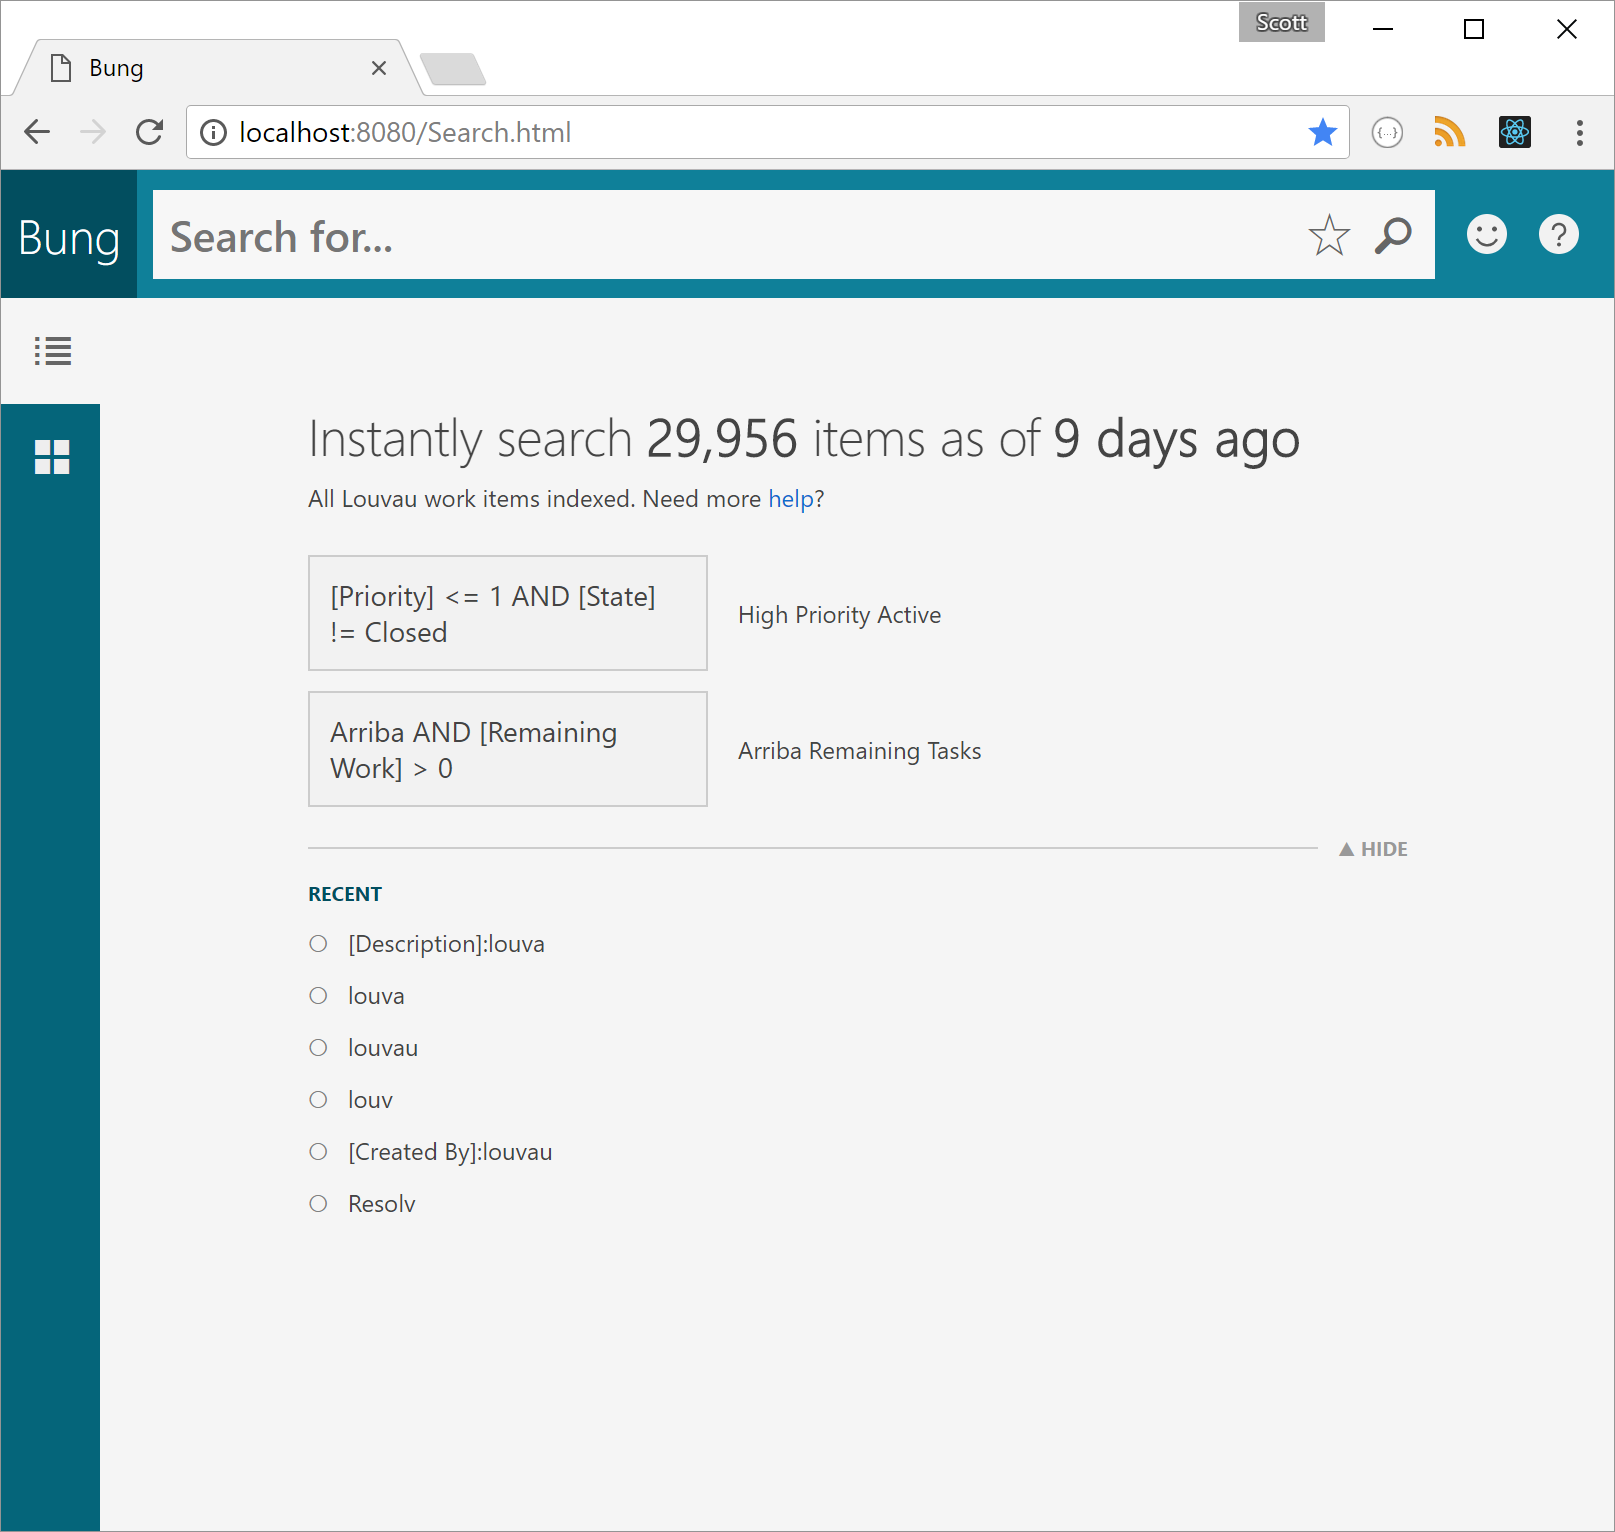 Scott
Bung
localhost:8080/Search.html
{...}
Bung
Search for...
?
Instantly search 29,956 items as of 9 days ago
All Louvau work items indexed. Need more help?
[Priority] <= 1 AND [State]
!= Closed
High Priority Active
Arriba AND [Remaining
Work] > 0
Arriba Remaining Tasks
▲ HIDE
RECENT
[Description]:louva
louva
louvau
louv
[Created By]:louvau
Resolv